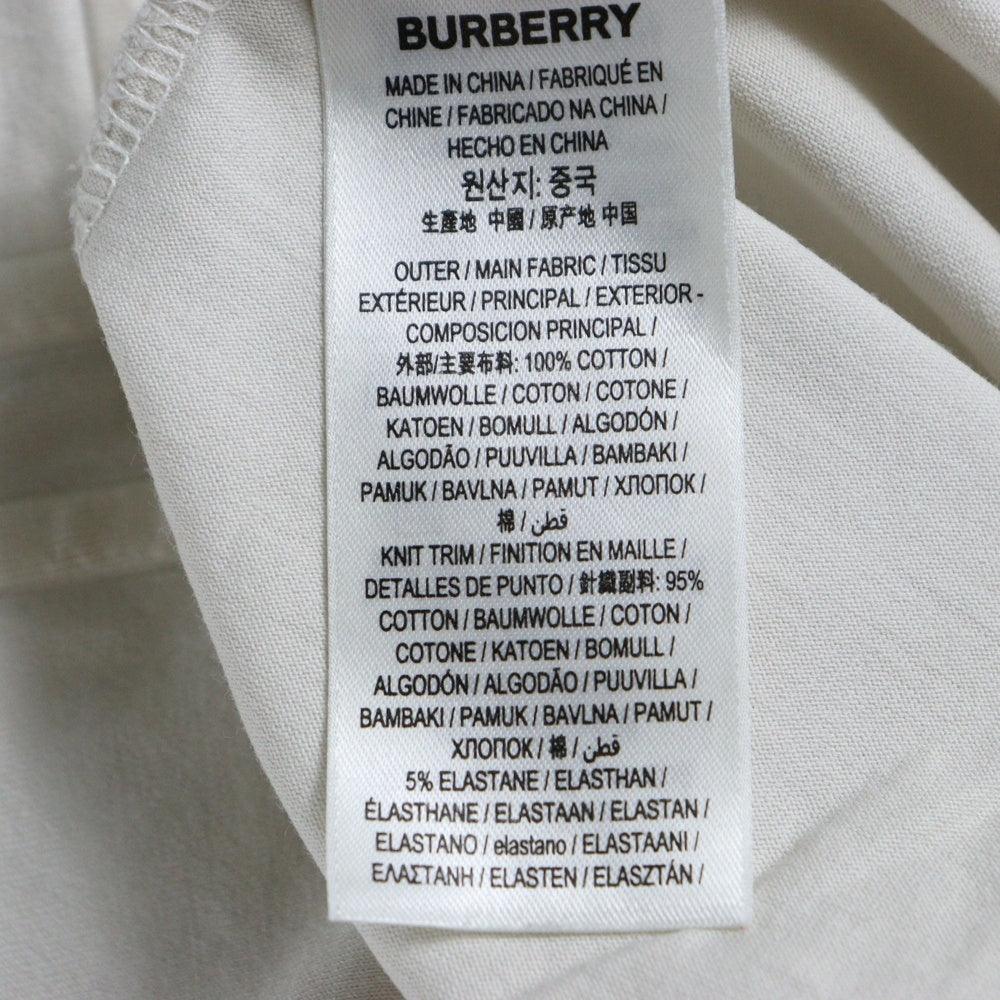 BURBERRY
MADE IN CHINA / FABRIQUÉ EN
CHINE / FABRICADO NA CHINA /
HECHO EN CHINA
원산지: 중국
生產地 中國 / 原产地 中国
OUTER / MAIN FABRIC / TISSU
EXTÉRIEUR / PRINCIPAL / EXTERIOR -
COMPOSICION PRINCIPAL /
外部/主要布料: 100% COTTON /
BAUMWOLLE / COTON / COTONE /
KATOEN / BOMULL / ALGODÓN /
ALGODÃO / PUUVILLA / BAMBAKI /
PAMUK / BAVLNA / PAMUT / ХЛОПОК /
棉 / قطن
KNIT TRIM / FINITION EN MAILLE /
DETALLES DE PUNTO / 針織副料: 95%
COTTON / BAUMWOLLE / COTON /
COTONE / KATOEN / BOMULL /
ALGODÓN / ALGODÃO / PUUVILLA /
BAMBAKI / PAMUK / BAVLNA / PAMUT /
ХЛОПОК / 棉 / قطن
5% ELASTANE / ELASTHAN /
ÉLASTHANE / ELASTAAN / ELASTAN /
ELASTANO / elastano / ELASTAANI /
ΕΛΑΣΤΑΝΗ / ELASTEN / ELASZTÁN /